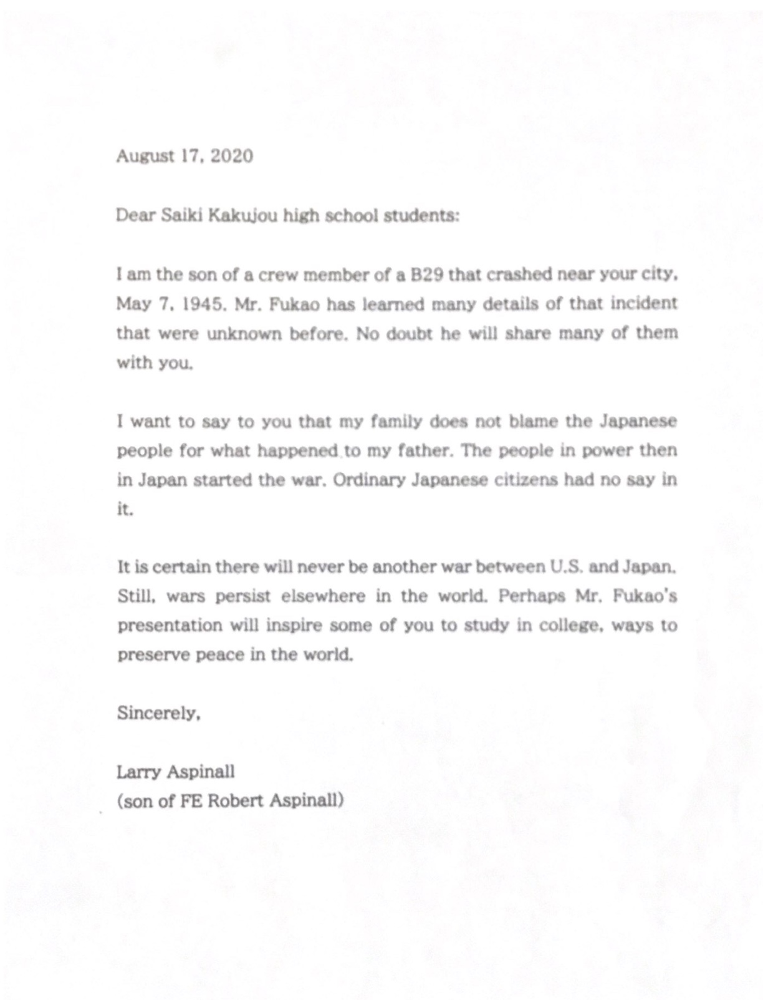 August 17, 2020
Dear Saiki Kakujou high school students:
I am the son of a crew member of a B29 that crashed near your city,
May 7, 1945. Mr. Fukao has learned many details of that incident
that were unknown before. No doubt he will share many of them
with you.
I want to say to you that my family does not blame the Japanese
people for what happened to my father. The people in power then
in Japan started the war. Ordinary Japanese citizens had no say in
it.
It is certain there will never be another war between U.S. and Japan.
Still, wars persist elsewhere in the world. Perhaps Mr. Fukao's
presentation will inspire some of you to study in college, ways to
preserve peace in the world.
Sincerely,
Larry Aspinall
(son of FE Robert Aspinall)